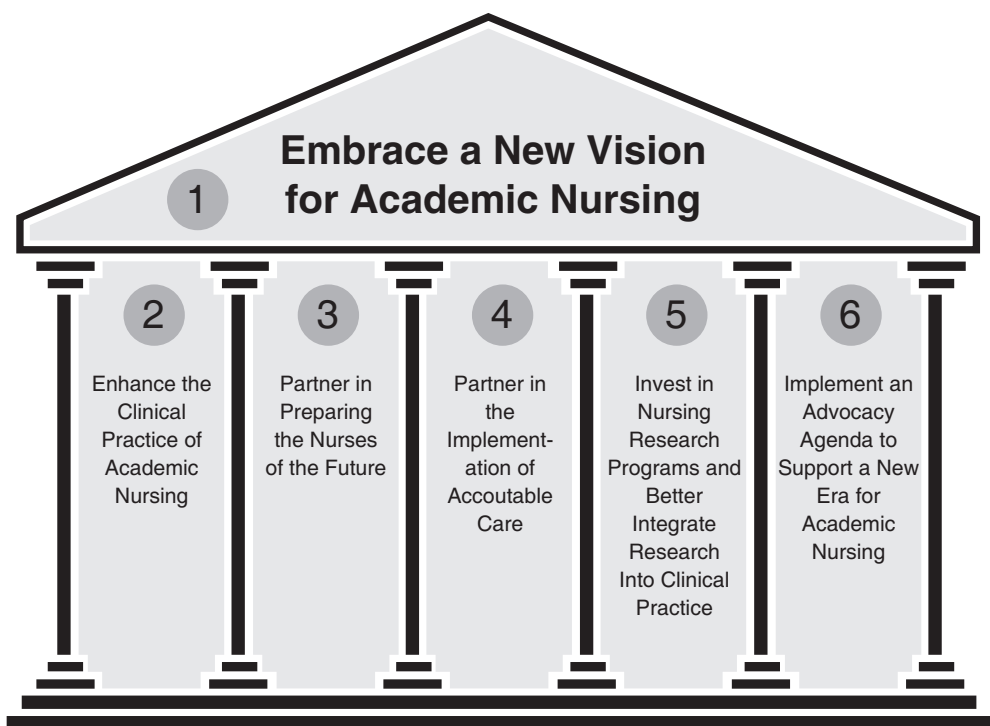 Embrace a New Vision
for Academic Nursing
1
2
Enhance the
Clinical
Practice of
Academic
Nursing
3
Partner in
Preparing
the Nurses
of the Future
4
Partner in
the
Implement-
ation of
Accoutable
Care
5
Invest in
Nursing
Research
Programs and
Better
Integrate
Research
Into Clinical
Practice
6
Implement an
Advocacy
Agenda to
Support a New
Era for
Academic
Nursing